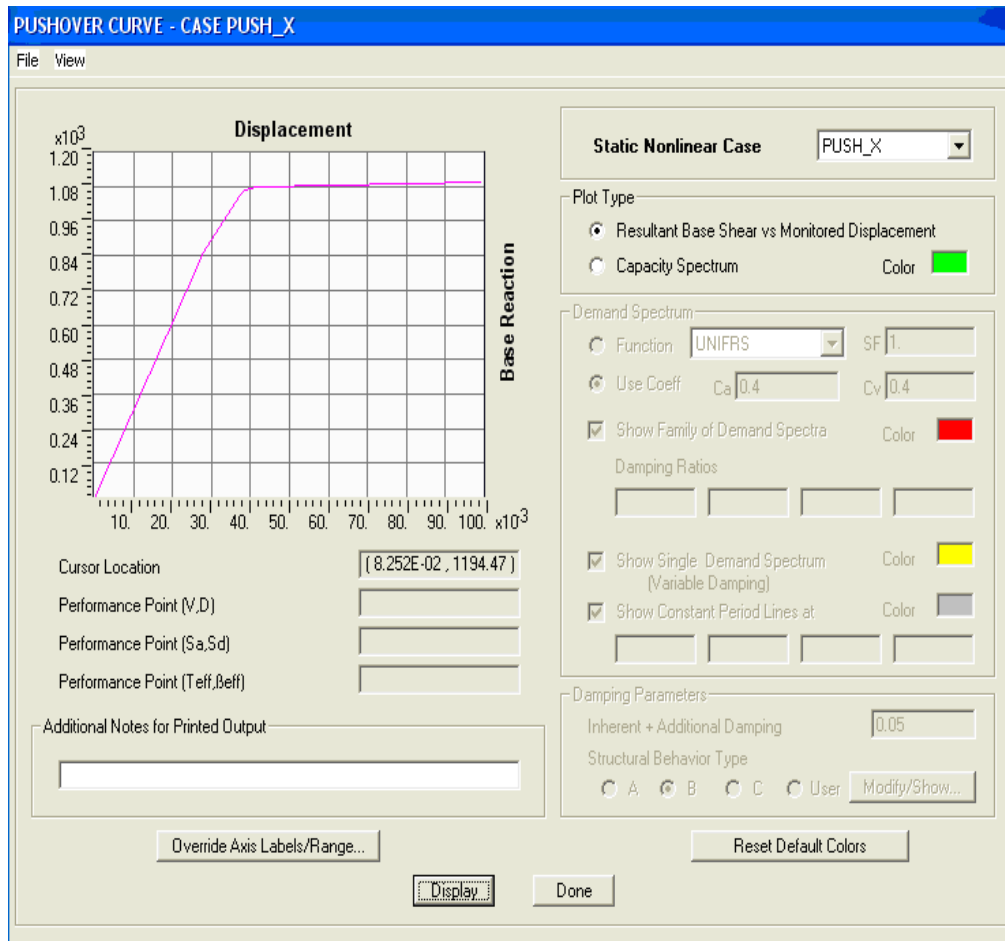 PUSHOVER CURVE - CASE PUSH_X
File View
Displacement
x10³
1.20
1.08
0.96
0.84
0.72
0.60
0.48
0.36
0.24
0.12
Base Reaction
10. 20. 30. 40. 50. 60. 70. 80. 90. 100. x10⁻³
Cursor Location
( 8.252E-02 , 1194.47 )
Performance Point (V,D)
Performance Point (Sa,Sd)
Performance Point (Teff,βeff)
Additional Notes for Printed Output
Override Axis Labels/Range...
Static Nonlinear Case PUSH_X
Plot Type
Resultant Base Shear vs Monitored Displacement
Capacity Spectrum Color
Demand Spectrum
Function UNIFRS SF 1.
Use Coeff Ca 0.4 Cv 0.4
Show Family of Demand Spectra Color
Damping Ratios
Show Single Demand Spectrum Color
(Variable Damping)
Show Constant Period Lines at Color
Damping Parameters
Inherent + Additional Damping 0.05
Structural Behavior Type
A B C User Modify/Show...
Reset Default Colors
Display Done